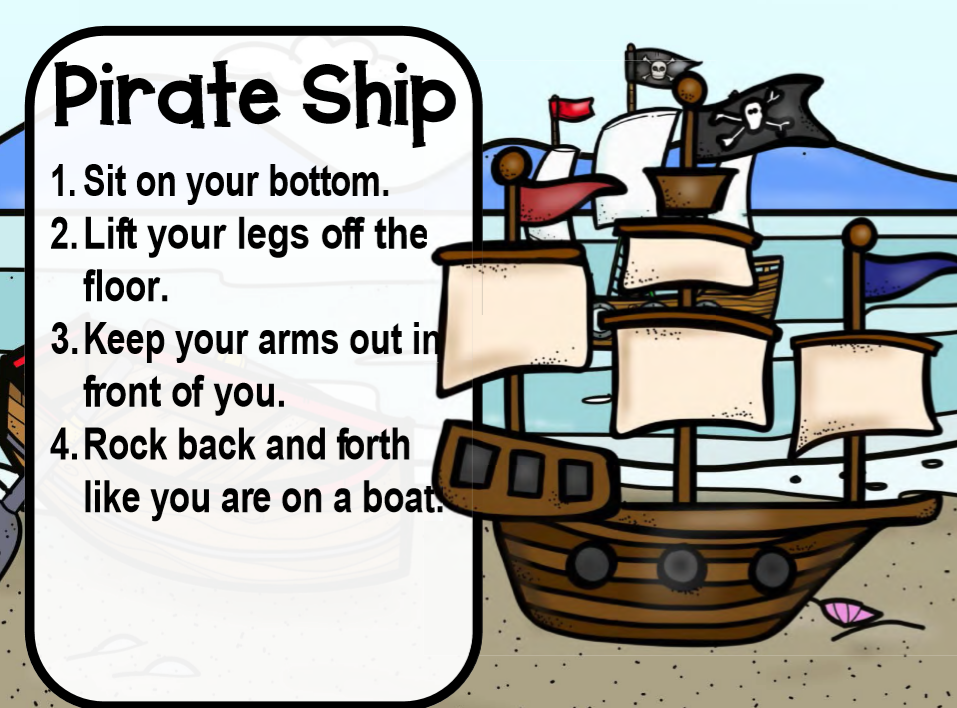 Pirate Ship
1. Sit on your bottom.
2. Lift your legs off the
floor.
3. Keep your arms out in
front of you.
4. Rock back and forth
like you are on a boat.